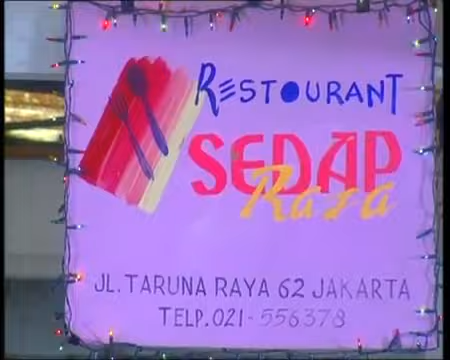 RESTOURANT
SEDAP
Rasa
JL. TARUNA RAYA 62 JAKARTA
TELP. 021-556378